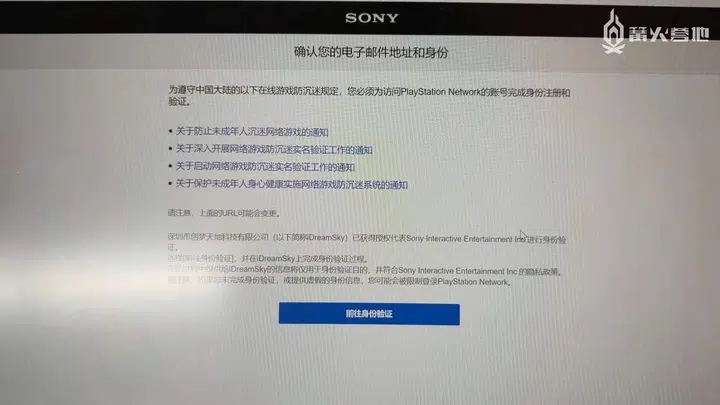 SONY
篝火营地
确认您的电子邮件地址和身份
为遵守中国大陆的以下在线游戏防沉迷规定，您必须为访问PlayStation Network的账号完成身份注册和
验证。
• 关于防止未成年人沉迷网络游戏的通知
• 关于深入开展网络游戏防沉迷实名验证工作的通知
• 关于启动网络游戏防沉迷实名验证工作的通知
• 关于保护未成年人身心健康实施网络游戏防沉迷系统的通知
请注意，上面的URL可能会变更。
深圳市创梦天地科技有限公司（以下简称iDreamSky）已获得授权代表Sony Interactive Entertainment Inc.进行身份验
证。
[前往身份验证]，并在iDreamSky上完成身份验证过程。
iDreamSky的信息将仅用于身份验证目的，并符合Sony Interactive Entertainment Inc.的隐私政策。
未完成身份验证，或提供虚假的身份信息，您可能会被限制登录PlayStation Network。
前往身份验证